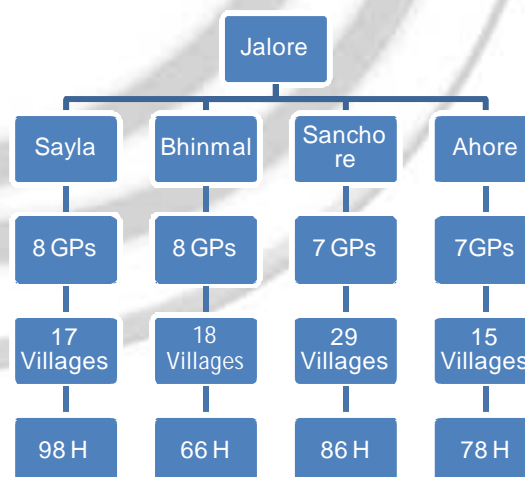 Jalore
Sayla
Bhinmal
Sancho
re
Ahore
8 GPs
8 GPs
7 GPs
7GPs
17
Villages
18
Villages
29
Villages
15
Villages
98 H
66 H
86 H
78 H